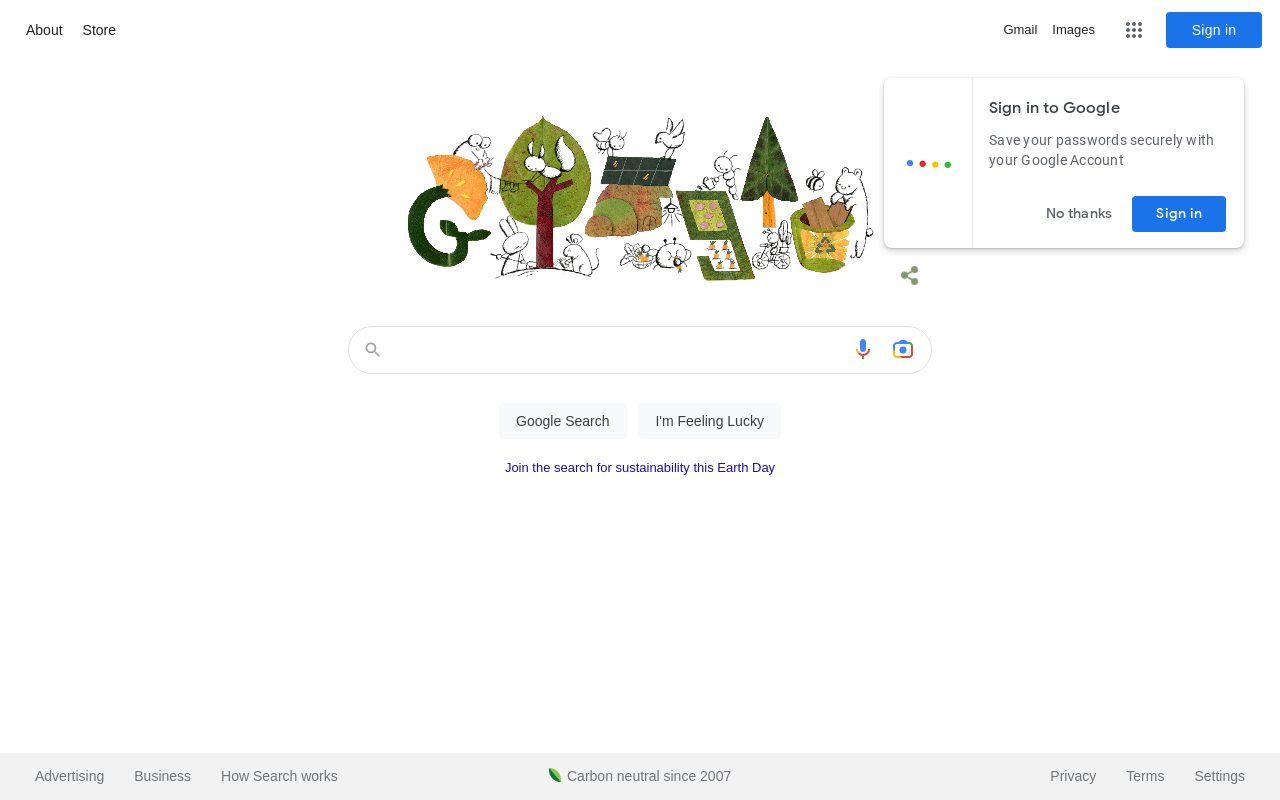 About Store
Gmail Images Sign in
Sign in to Google
Save your passwords securely with
your Google Account
No thanks Sign in
Google Search I'm Feeling Lucky
Join the search for sustainability this Earth Day
Advertising Business How Search works
Carbon neutral since 2007
Privacy Terms Settings